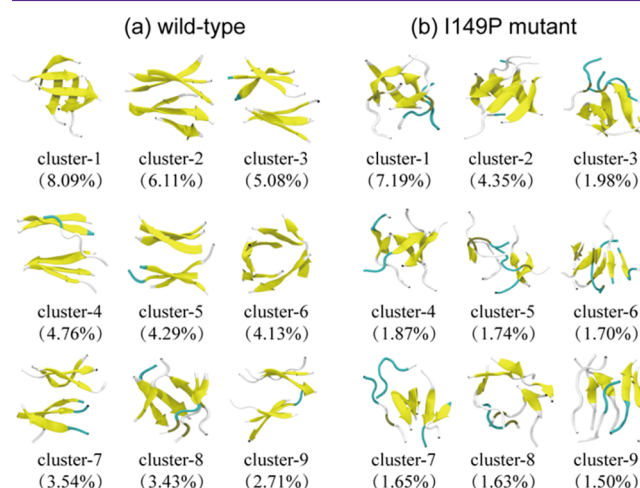 (a) wild-type (b) I149P mutant
cluster-1 cluster-2 cluster-3 cluster-1 cluster-2 cluster-3
(8.09%) (6.11%) (5.08%) (7.19%) (4.35%) (1.98%)
cluster-4 cluster-5 cluster-6 cluster-4 cluster-5 cluster-6
(4.76%) (4.29%) (4.13%) (1.87%) (1.74%) (1.70%)
cluster-7 cluster-8 cluster-9 cluster-7 cluster-8 cluster-9
(3.54%) (3.43%) (2.71%) (1.65%) (1.63%) (1.50%)